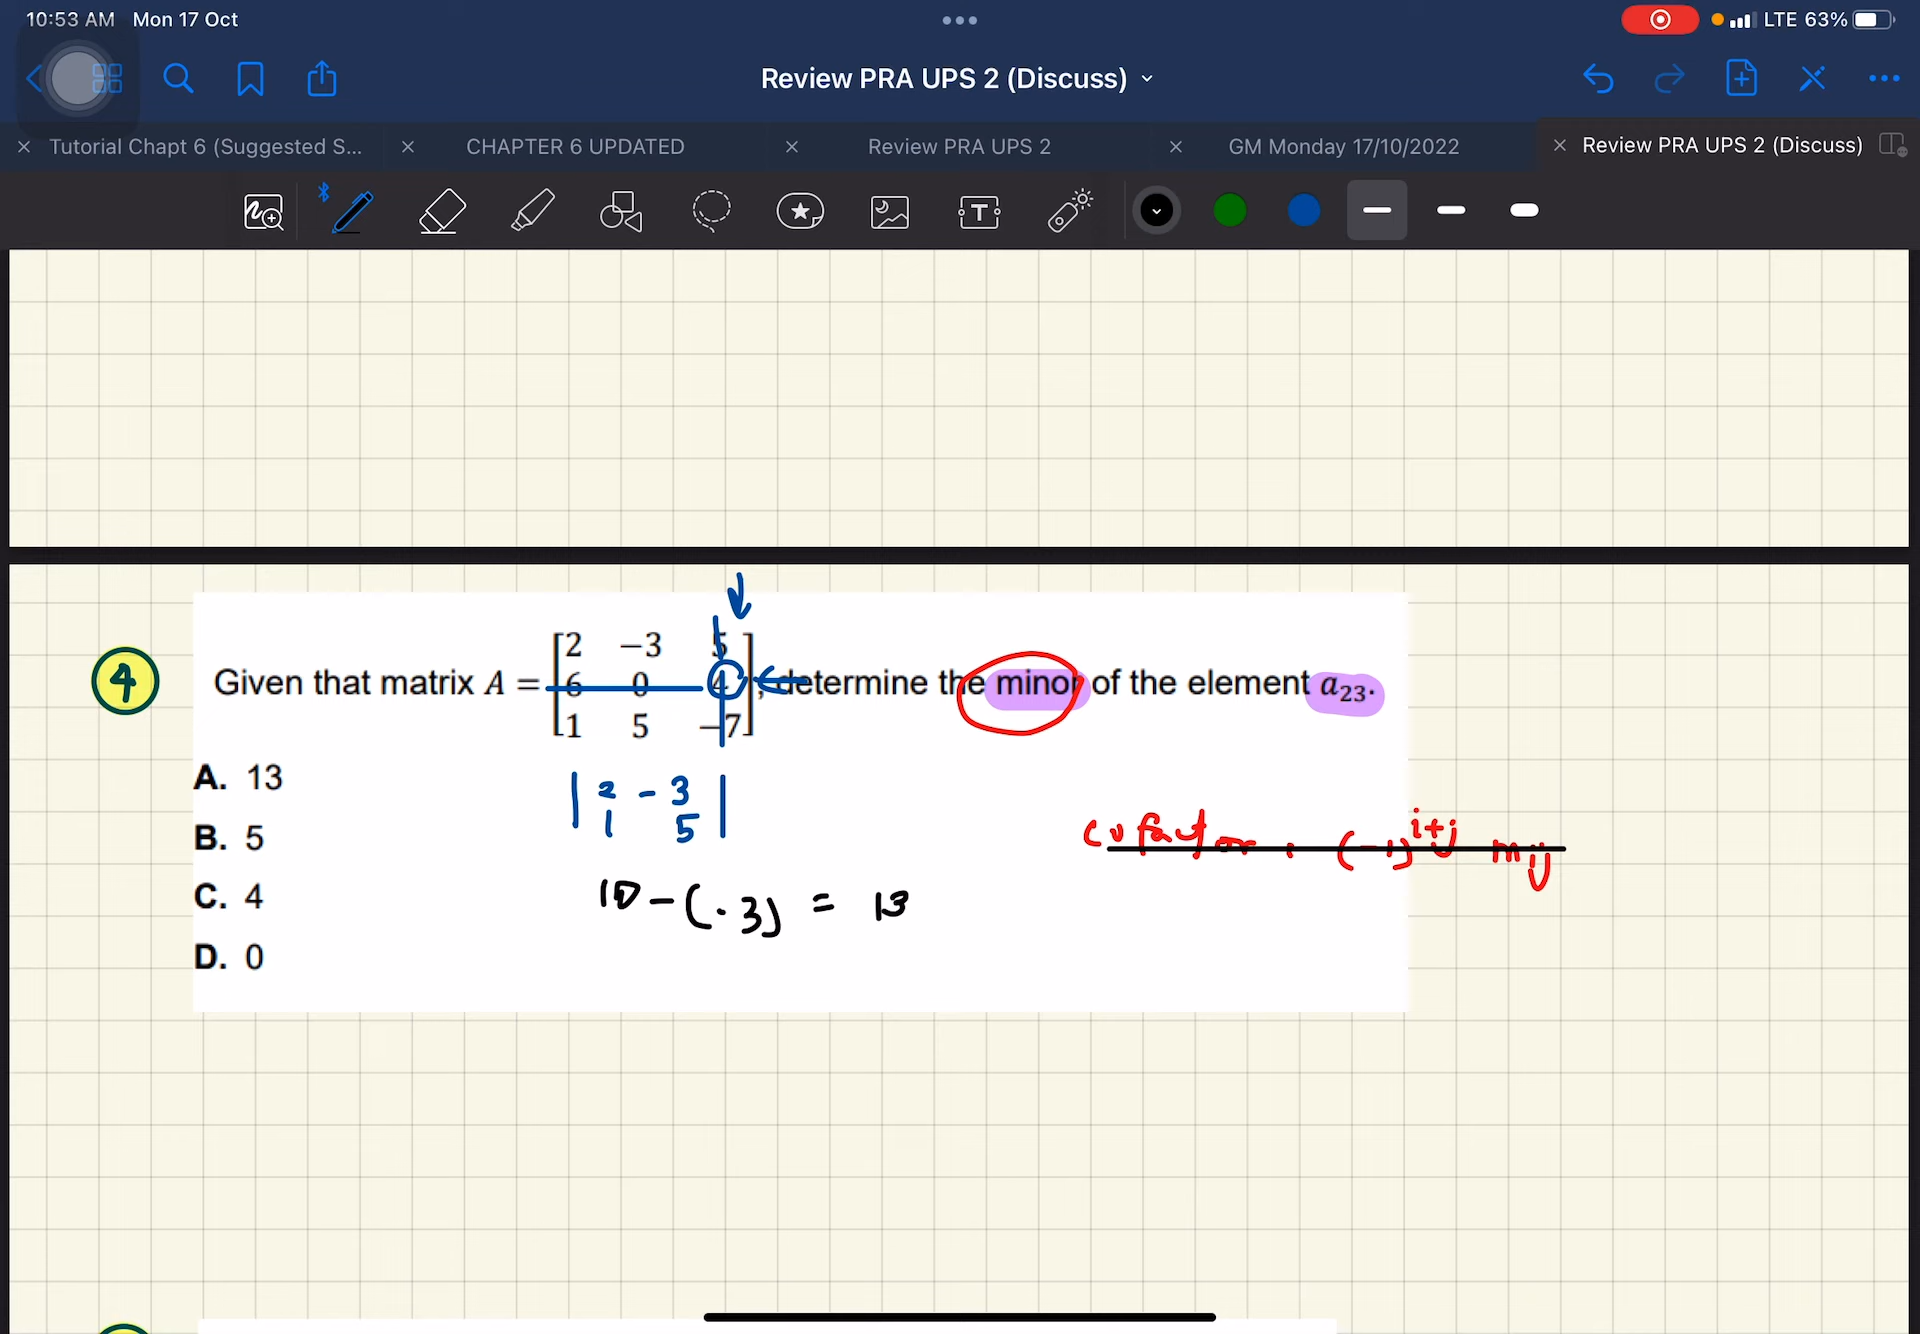 10:53 AM Mon 17 Oct
LTE 63%
Review PRA UPS 2 (Discuss)
Tutorial Chapt 6 (Suggested S...
CHAPTER 6 UPDATED
Review PRA UPS 2
GM Monday 17/10/2022
Review PRA UPS 2 (Discuss)
T
4
Given that matrix A = [2 −3 5
6 0 4
1 5 −7], determine the minor of the element a₂₃.
A. 13
B. 5
C. 4
D. 0
| 2 - 3 |
1 5
10 - (-3) = 13
cofactor : (-1)^i+j mij